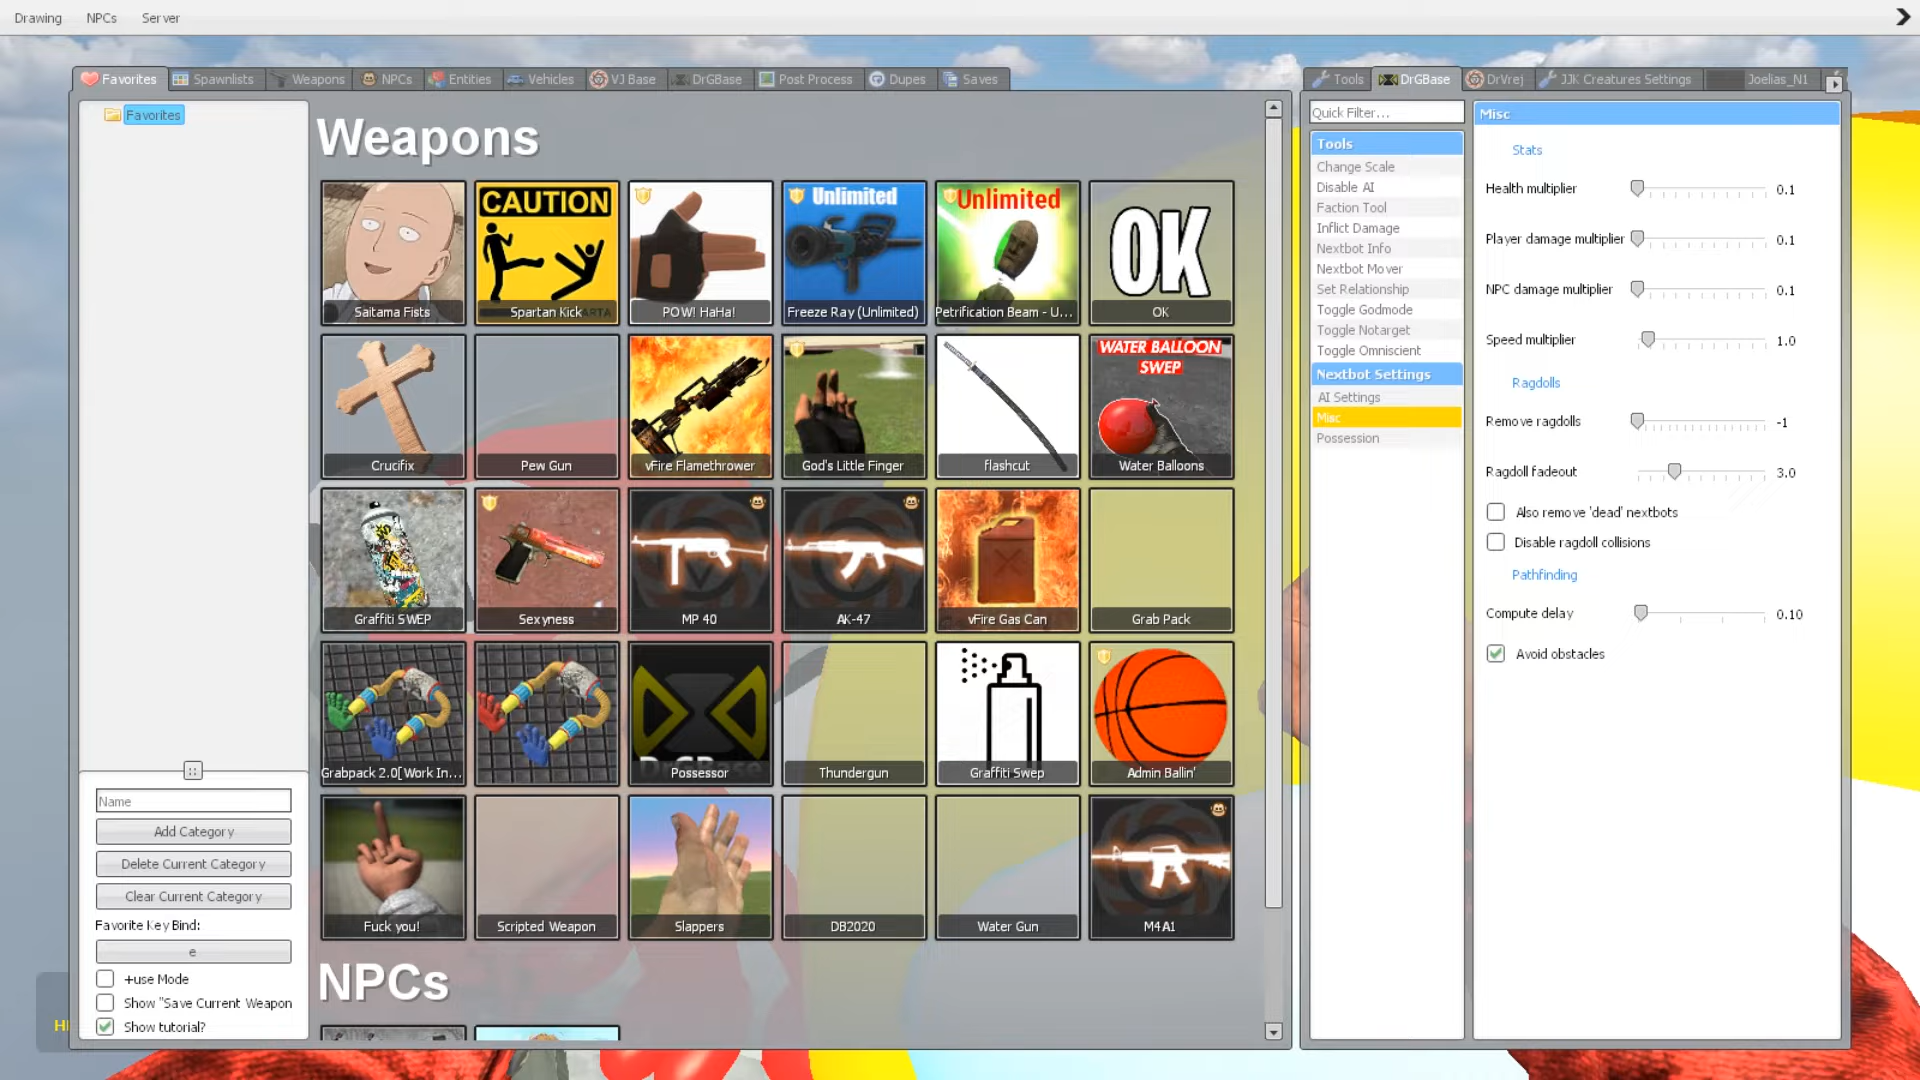 Drawing NPCs Server
Favorites Spawnlists Weapons NPCs Entities Vehicles VJ Base DrGBase Post Process Dupes Saves
Favorites
Name
Add Category
Delete Current Category
Clear Current Category
Favorite Key Bind:
e
+use Mode
Show "Save Current Weapon
Show tutorial?
Weapons
CAUTION
Unlimited
Unlimited
OK
Saitama Fists
Spartan Kick
POW! HaHa!
Freeze Ray (Unlimited)
Petrification Beam - U...
OK
WATER BALLOON
SWEP
Crucifix
Pew Gun
vFire Flamethrower
God's Little Finger
flashcut
Water Balloons
Graffiti SWEP
Sexyness
MP 40
AK-47
vFire Gas Can
Grab Pack
DrGBase
Grabpack 2.0[Work In...
Possessor
Thundergun
Graffiti Swep
Admin Ballin'
Fuck you!
Scripted Weapon
Slappers
DB2020
Water Gun
M4A1
NPCs
Tools DrGBase DrVrej JJK Creatures Settings Joelias_N1
Quick Filter...
Tools
Change Scale
Disable AI
Faction Tool
Inflict Damage
Nextbot Info
Nextbot Mover
Set Relationship
Toggle Godmode
Toggle Notarget
Toggle Omniscient
Nextbot Settings
AI Settings
Misc
Possession
Misc
Stats
Health multiplier 0.1
Player damage multiplier 0.1
NPC damage multiplier 0.1
Speed multiplier 1.0
Ragdolls
Remove ragdolls -1
Ragdoll fadeout 3.0
Also remove 'dead' nextbots
Disable ragdoll collisions
Pathfinding
Compute delay 0.10
Avoid obstacles